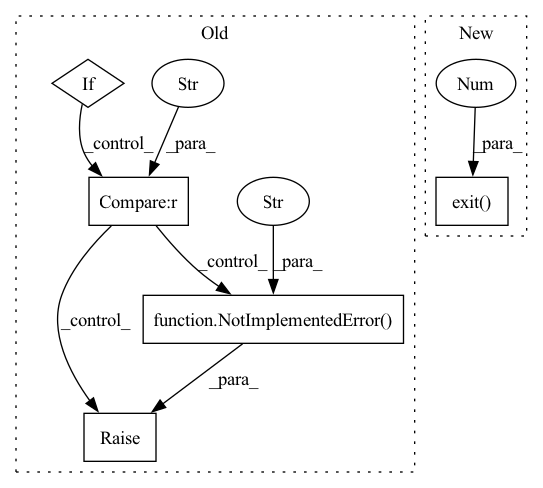 Old
New
If
Str
Num
_control_
_para_
_para_
Compare:r
Str
exit()
_control_
_para_
_control_
function.NotImplementedError()
_para_
Raise